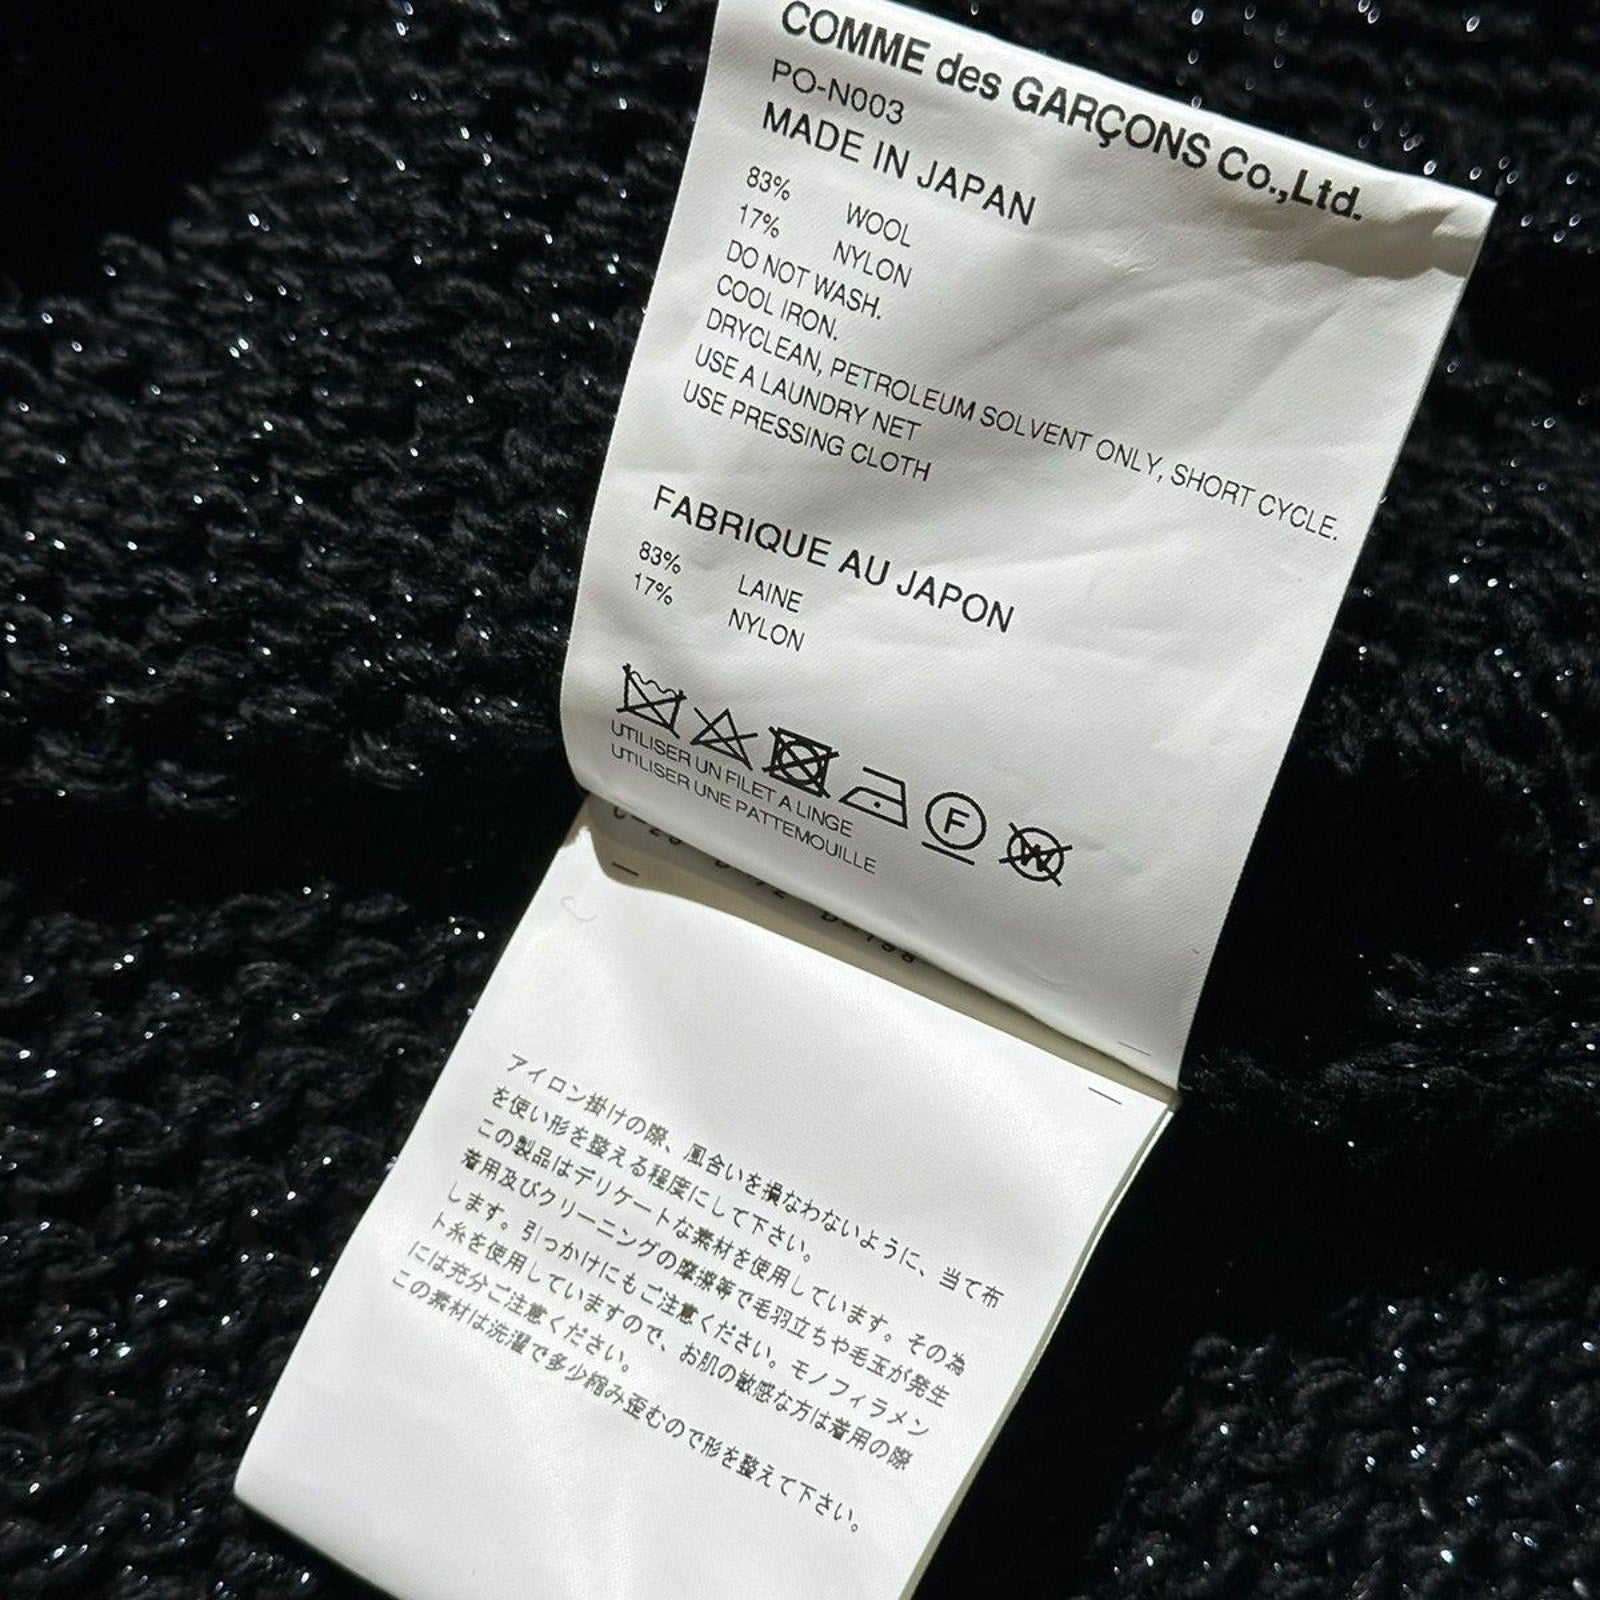 COMME des GARÇONS Co.,Ltd.
PO-N003
MADE IN JAPAN
83% WOOL
17% NYLON
DO NOT WASH.
COOL IRON.
DRYCLEAN, PETROLEUM SOLVENT ONLY, SHORT CYCLE.
USE A LAUNDRY NET
USE PRESSING CLOTH
FABRIQUE AU JAPON
83% LAINE
17% NYLON
F
W
UTILISER UN FILET A LINGE
UTILISER UNE PATTEMOUILLE
アイロン掛けの際、風合いを損なわないように、当て布
を使い形を整える程度にして下さい。
この製品はデリケートな素材を使用しています。その為
着用及びクリーニングの摩擦等で毛羽立ちや毛玉が発生
します。引っかけにもご注意ください。モノフィラメン
ト糸を使用していますので、お肌の敏感な方は着用の際
には充分ご注意ください。
この素材は洗濯で多少縮み歪むので形を整えて下さい。